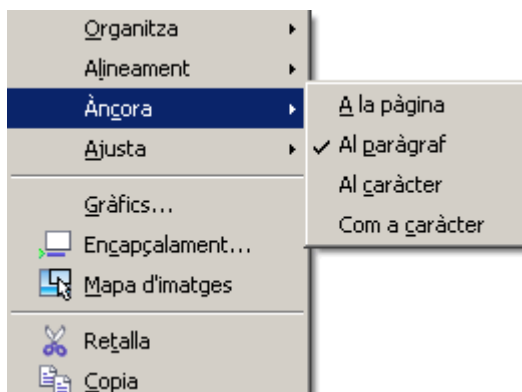 Organitza
Alineament
Àncora
Ajusta
Gràfics...
Encapçalament...
Mapa d'imatges
Retalla
Copia
A la pàgina
Al paràgraf
Al caràcter
Com a caràcter